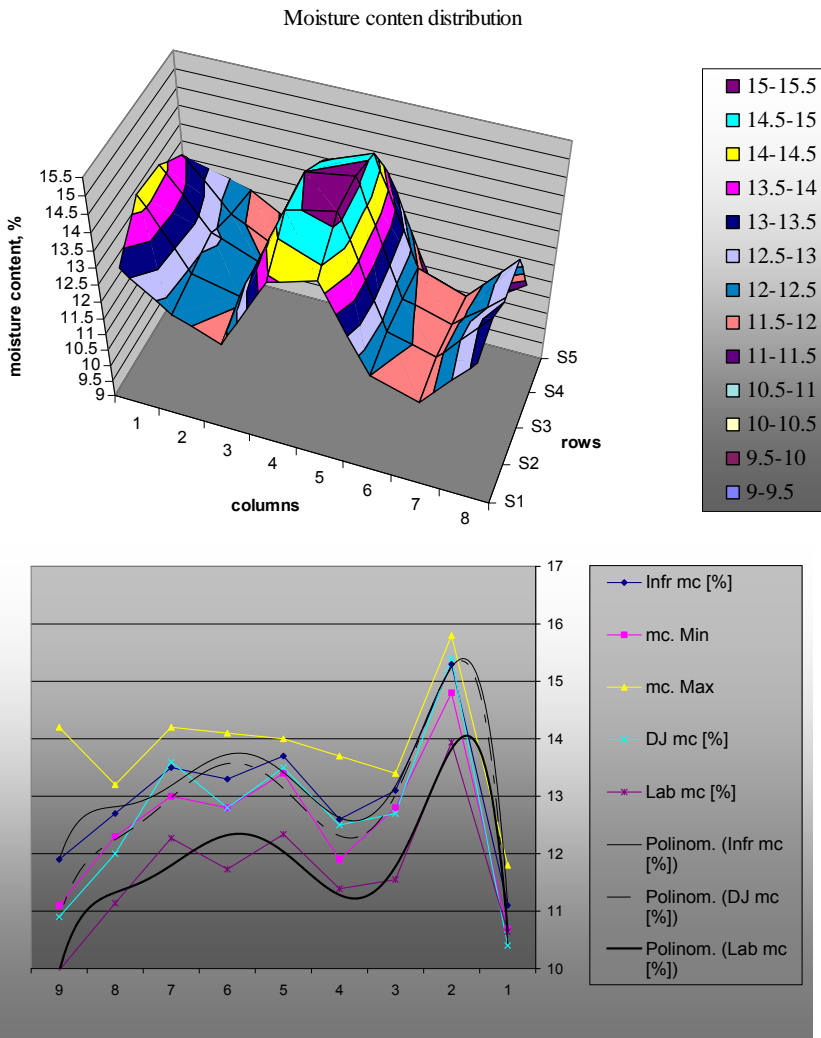 Moisture conten distribution
15.5
15
14.5
14
13.5
13
12.5
12
11.5
11
10.5
10
9.5
9
moisture content, %
1
2
3
4
5
6
7
8
columns
S1
S2
S3
S4
S5
rows
15-15.5
14.5-15
14-14.5
13.5-14
13-13.5
12.5-13
12-12.5
11.5-12
11-11.5
10.5-11
10-10.5
9.5-10
9-9.5
17
16
15
14
13
12
11
10
9 8 7 6 5 4 3 2 1
Infr mc [%]
mc. Min
mc. Max
DJ mc [%]
Lab mc [%]
Polinom. (Infr mc
[%])
Polinom. (DJ mc
[%])
Polinom. (Lab mc
[%])